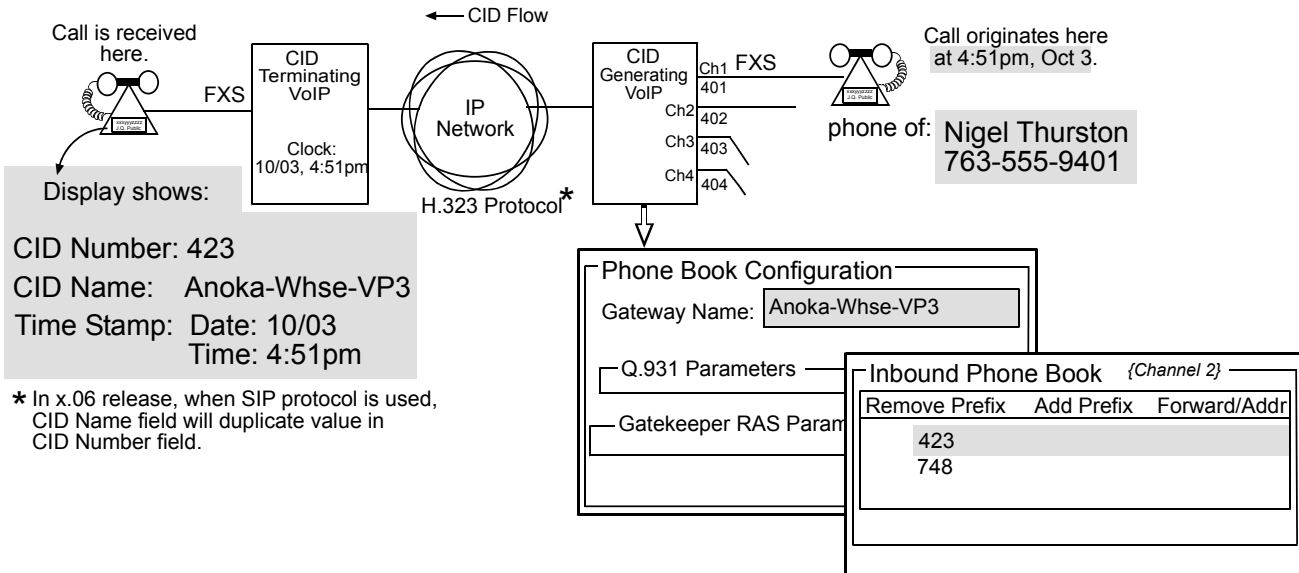 ← CID Flow
Call is received
here.
FXS
CID
Terminating
VoIP
Clock:
10/03, 4:51pm
IP
Network
H.323 Protocol*
CID
Generating
VoIP
Ch1
FXS
401
Ch2
402
Ch3
403
Ch4
404
Call originates here
at 4:51pm, Oct 3.
xxxyyyzzzz
J.Q. Public
xxxyyyzzzz
J.Q. Public
phone of:
Nigel Thurston
763-555-9401
Display shows:
CID Number: 423
CID Name: Anoka-Whse-VP3
Time Stamp: Date: 10/03
Time: 4:51pm
* In x.06 release, when SIP protocol is used,
CID Name field will duplicate value in
CID Number field.
Phone Book Configuration
Gateway Name: Anoka-Whse-VP3
Q.931 Parameters
Gatekeeper RAS Param
Inbound Phone Book {Channel 2}
Remove Prefix Add Prefix Forward/Addr
423
748